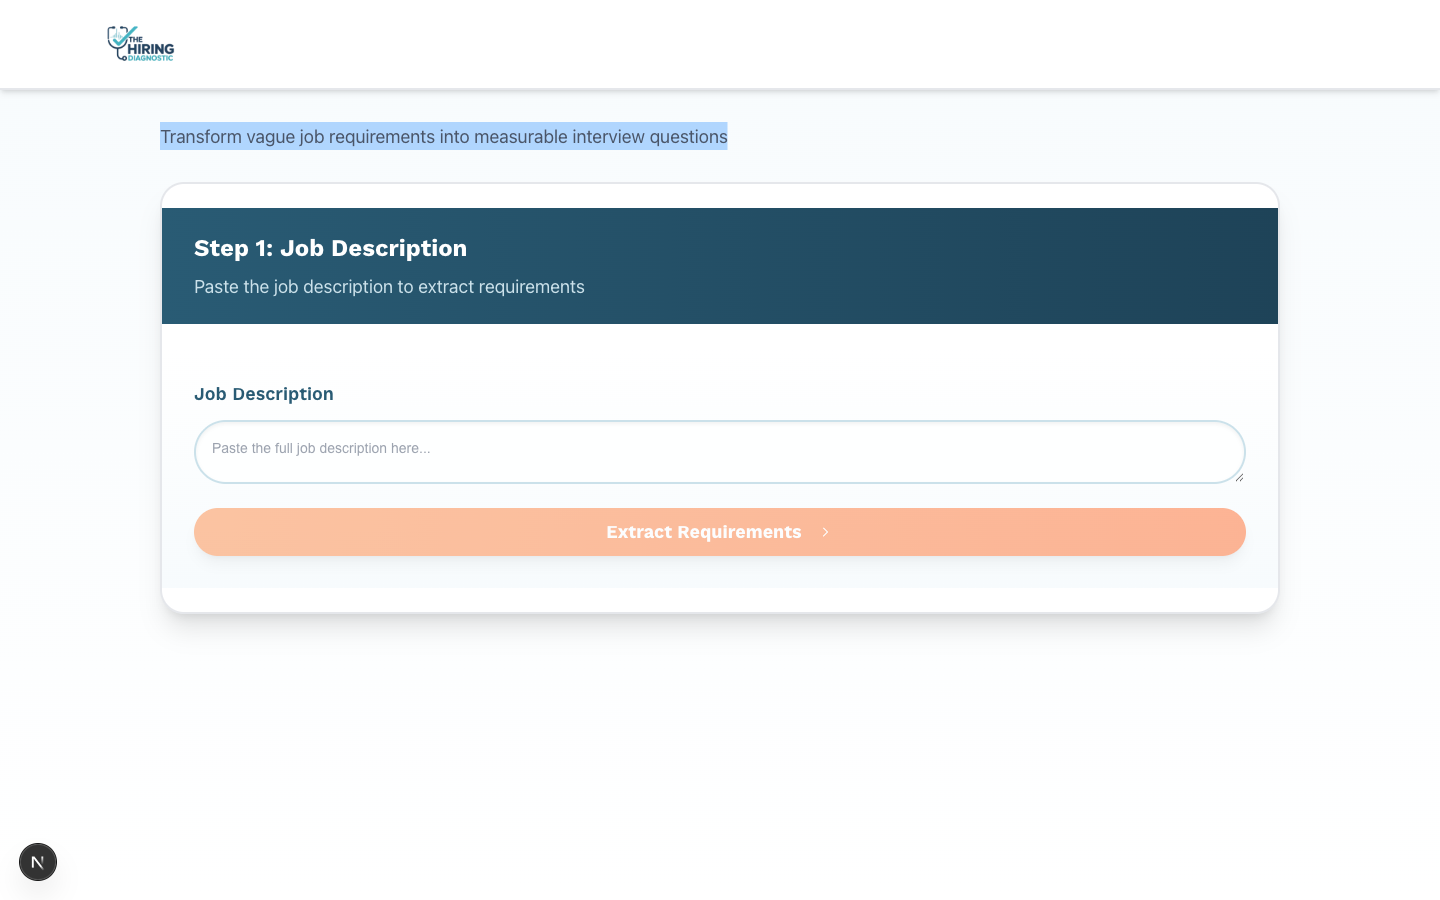 THE
HIRING
DIAGNOSTIC
Transform vague job requirements into measurable interview questions
Step 1: Job Description
Paste the job description to extract requirements
Job Description
Paste the full job description here...
Extract Requirements
N